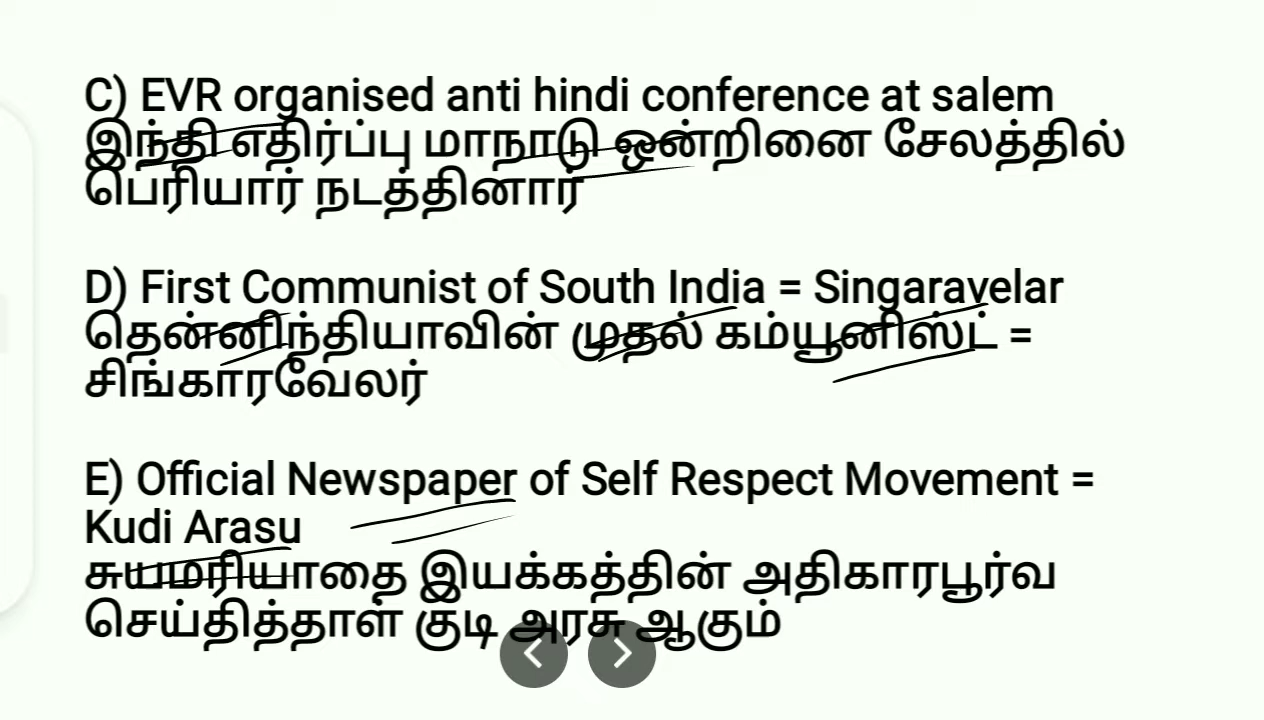 C) EVR organised anti hindi conference at salem
இந்தி எதிர்ப்பு மாநாடு ஒன்றினை சேலத்தில்
பெரியார் நடத்தினார்
D) First Communist of South India = Singaravelar
தென்னிந்தியாவின் முதல் கம்யூனிஸ்ட் =
சிங்காரவேலர்
E) Official Newspaper of Self Respect Movement =
Kudi Arasu
சுயமரியாதை இயக்கத்தின் அதிகாரபூர்வ
செய்தித்தாள் குடி அரசு ஆகும்